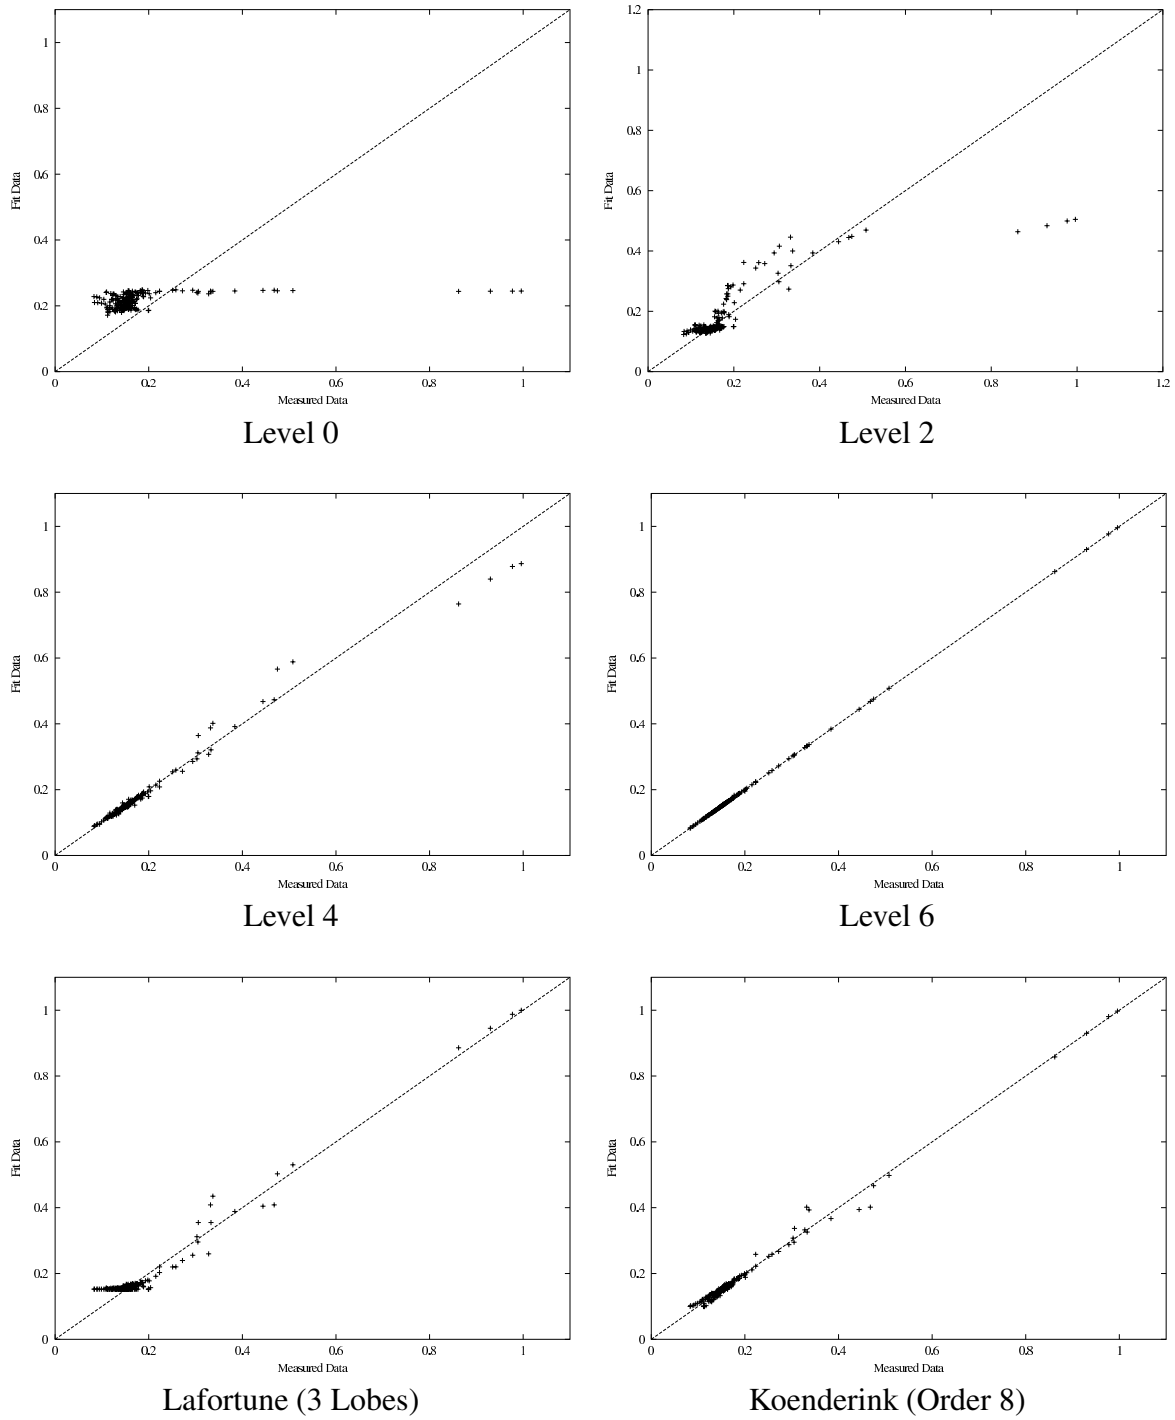 1
0.8
0.6
0.4
0.2
0
Fit Data
0 0.2 0.4 0.6 0.8 1
Measured Data
Level 0
1.2
1
0.8
0.6
0.4
0.2
0
Fit Data
0 0.2 0.4 0.6 0.8 1 1.2
Measured Data
Level 2
1
0.8
0.6
0.4
0.2
0
Fit Data
0 0.2 0.4 0.6 0.8 1
Measured Data
Level 4
1
0.8
0.6
0.4
0.2
0
Fit Data
0 0.2 0.4 0.6 0.8 1
Measured Data
Level 6
1
0.8
0.6
0.4
0.2
0
Fit Data
0 0.2 0.4 0.6 0.8 1
Measured Data
Lafortune (3 Lobes)
1
0.8
0.6
0.4
0.2
0
Fit Data
0 0.2 0.4 0.6 0.8 1
Measured Data
Koenderink (Order 8)